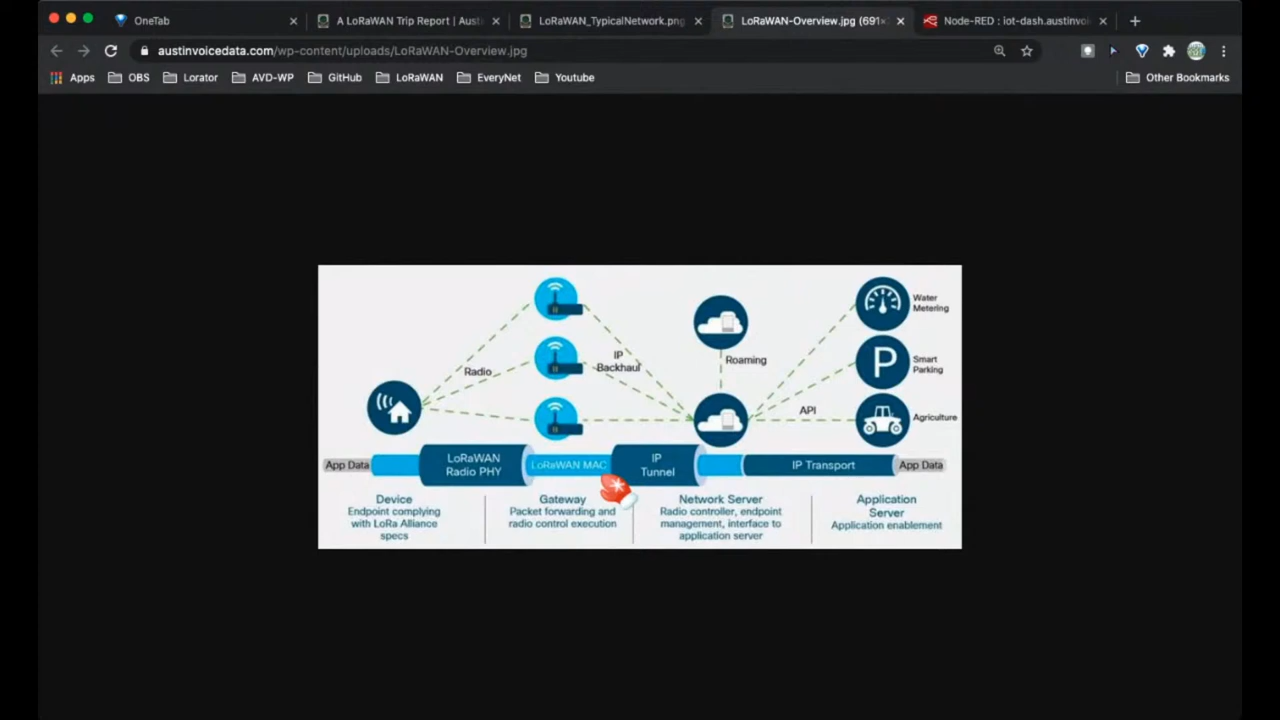 OneTab
A LoRaWAN Trip Report | Aust
LoRaWAN_TypicalNetwork.png
LoRaWAN-Overview.jpg (691×
Node-RED : iot-dash.austinvoi
austinvoicedata.com/wp-content/uploads/LoRaWAN-Overview.jpg
Apps
OBS
Lorator
AVD-WP
GitHub
LoRaWAN
EveryNet
Youtube
Other Bookmarks
Radio
IP
Backhaul
Roaming
API
Water
Metering
P
Smart
Parking
Agriculture
App Data
LoRaWAN
Radio PHY
LoRaWAN MAC
IP
Tunnel
IP Transport
App Data
Device
Endpoint complying
with LoRa Alliance
specs
Gateway
Packet forwarding and
radio control execution
Network Server
Radio controller, endpoint
management, interface to
application server
Application
Server
Application enablement